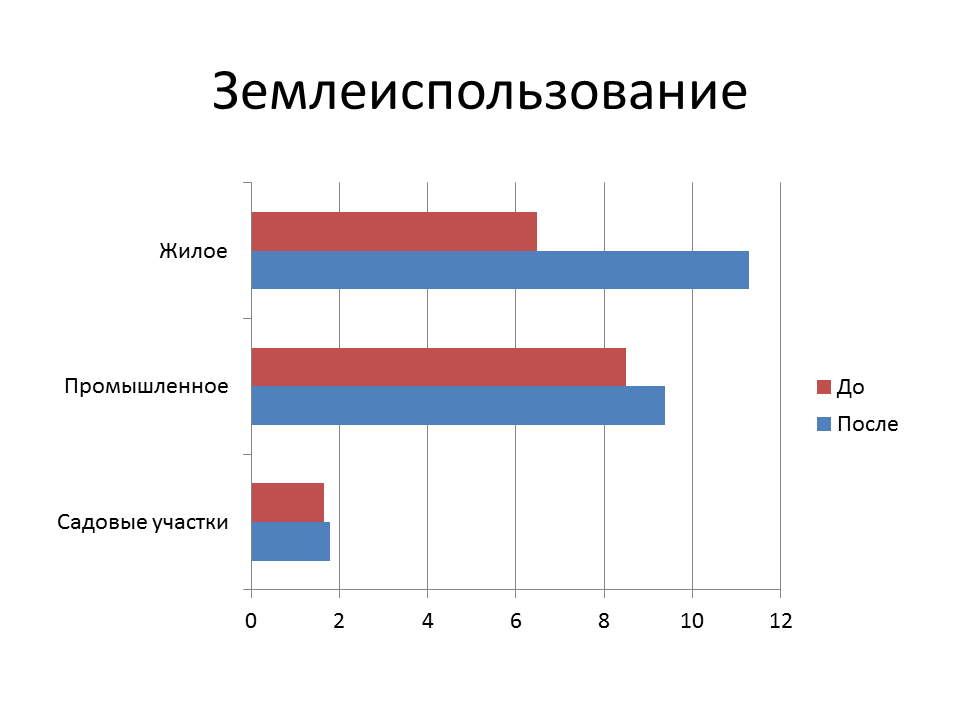 Землеиспользование
Жилое
Промышленное
Садовые участки
До
После
0 2 4 6 8 10 12